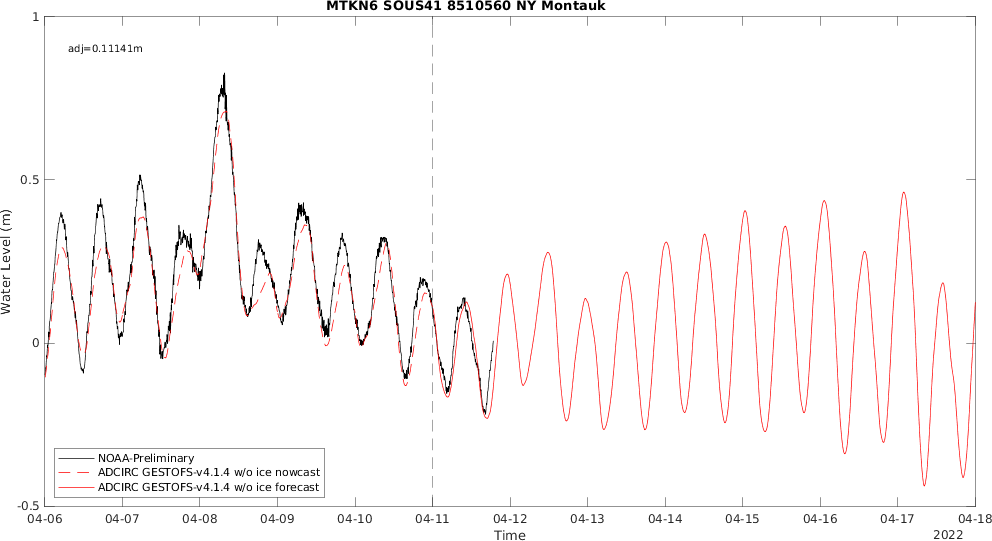 MTKN6 SOUS41 8510560 NY Montauk
adj=0.11141m
1
0.5
0
-0.5
Water Level (m)
NOAA-Preliminary
ADCIRC GESTOFS-v4.1.4 w/o ice nowcast
ADCIRC GESTOFS-v4.1.4 w/o ice forecast
04-06 04-07 04-08 04-09 04-10 04-11 04-12 04-13 04-14 04-15 04-16 04-17 04-18
Time
2022